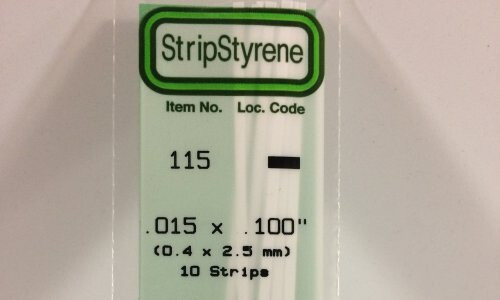 StripStyrene
Item No. Loc. Code
115
.015 x .100"
(0.4 x 2.5 mm)
10 Strips